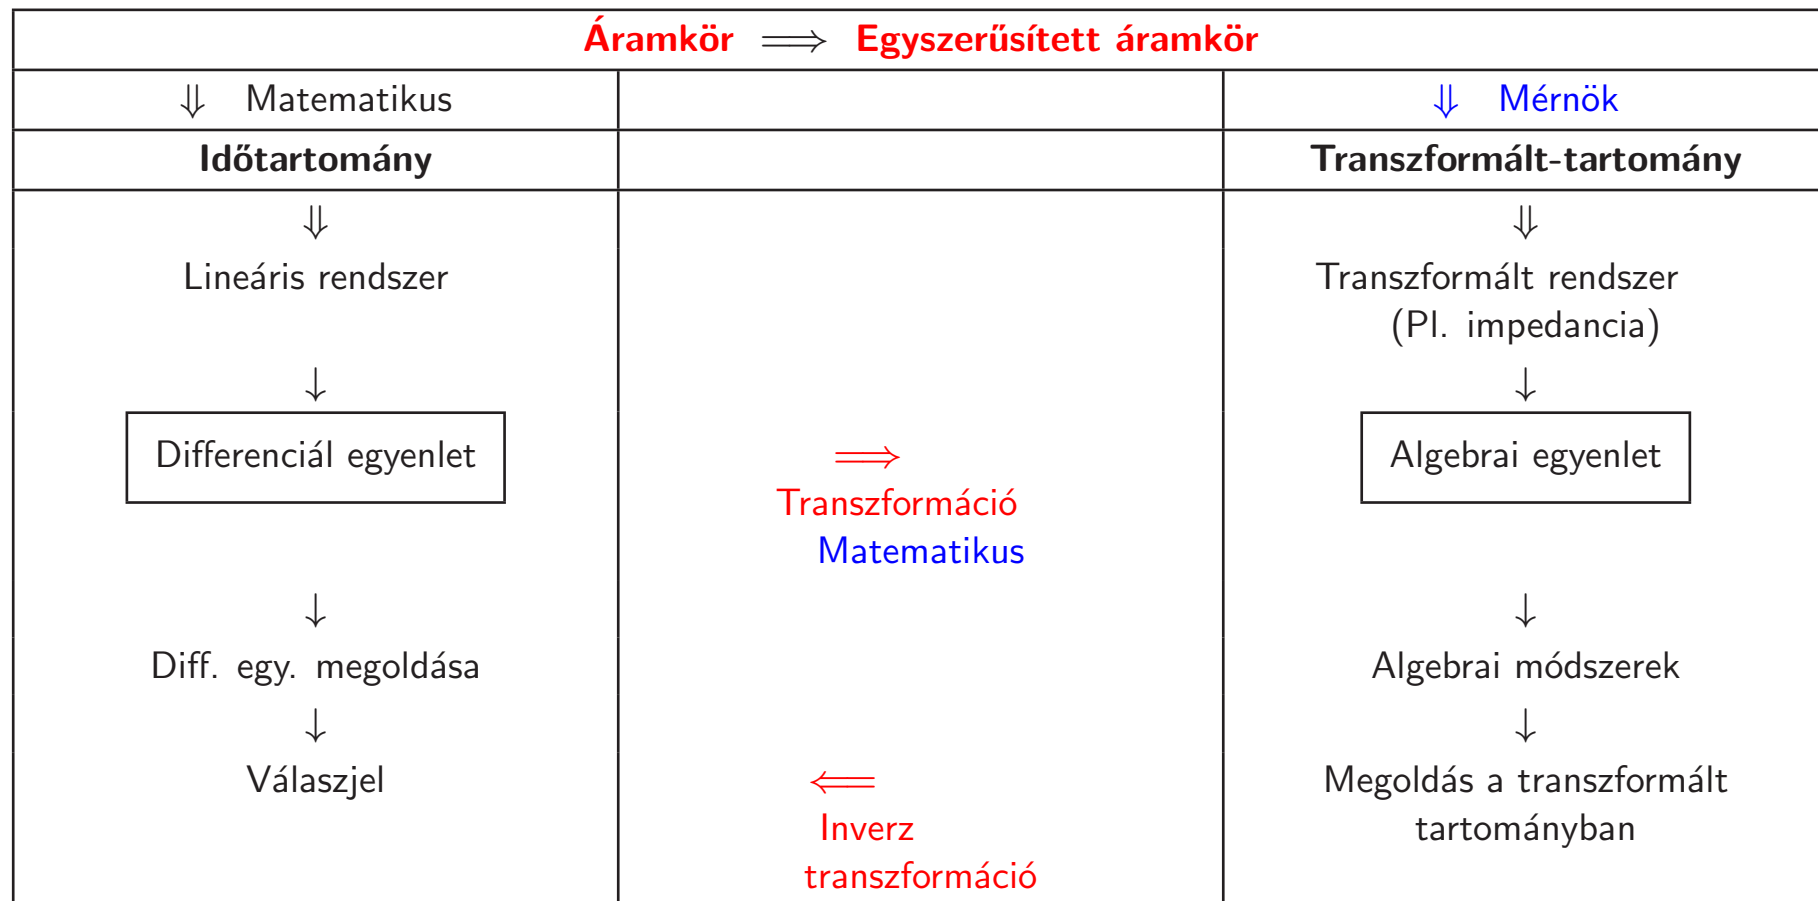 Áramkör ⟹ Egyszerűsített áramkör
⇓ Matematikus
⇓ Mérnök
Időtartomány
Transzformált-tartomány
⇓
⇓
Lineáris rendszer
Transzformált rendszer
(Pl. impedancia)
↓
↓
Differenciál egyenlet
⟹
Algebrai egyenlet
Transzformáció
Matematikus
↓
↓
Diff. egy. megoldása
Algebrai módszerek
↓
↓
Válaszjel
⟸
Megoldás a transzformált
Inverz
tartományban
transzformáció